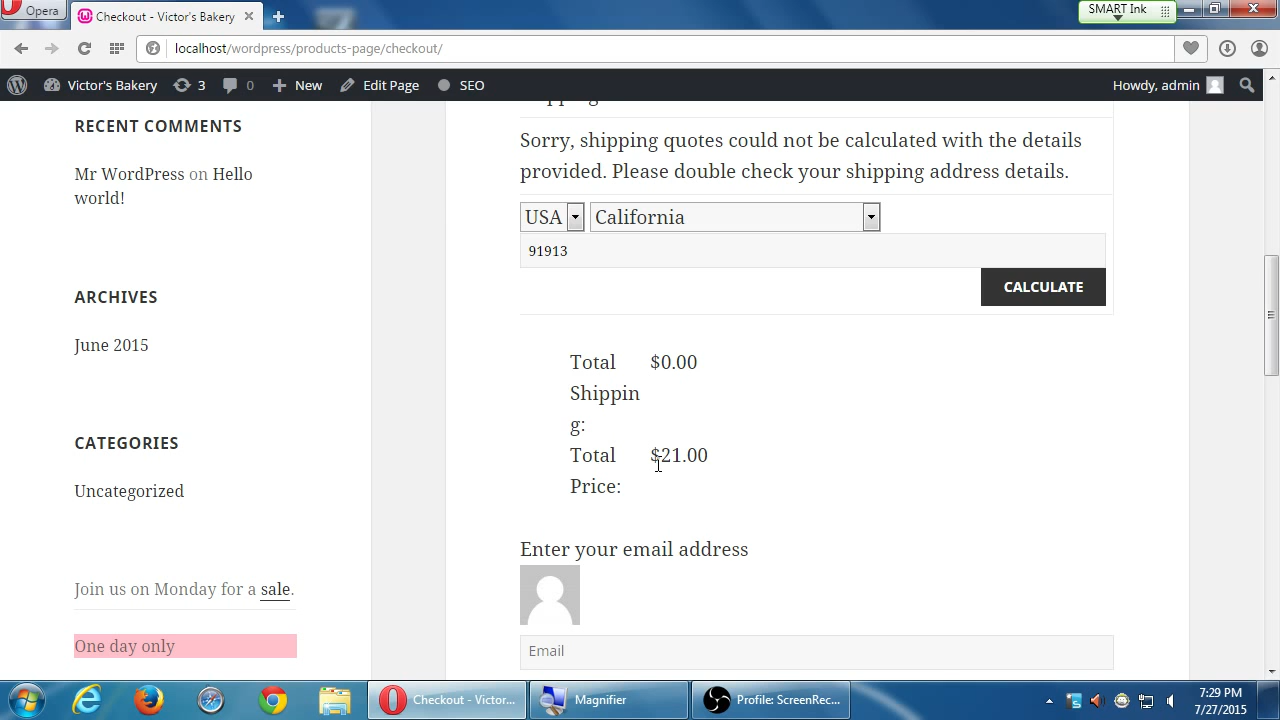 Opera
Checkout - Victor's Bakery
SMART Ink
localhost/wordpress/products-page/checkout/
Victor's Bakery
3
0
New
Edit Page
SEO
Howdy, admin
RECENT COMMENTS
Mr WordPress on Hello
world!
ARCHIVES
June 2015
CATEGORIES
Uncategorized
Join us on Monday for a sale.
One day only
Sorry, shipping quotes could not be calculated with the details
provided. Please double check your shipping address details.
USA
California
91913
CALCULATE
Total $0.00
Shippin
g:
Total $21.00
Price:
Enter your email address
Email
Checkout - Victor...
Magnifier
Profile: ScreenRec...
7:29 PM
7/27/2015